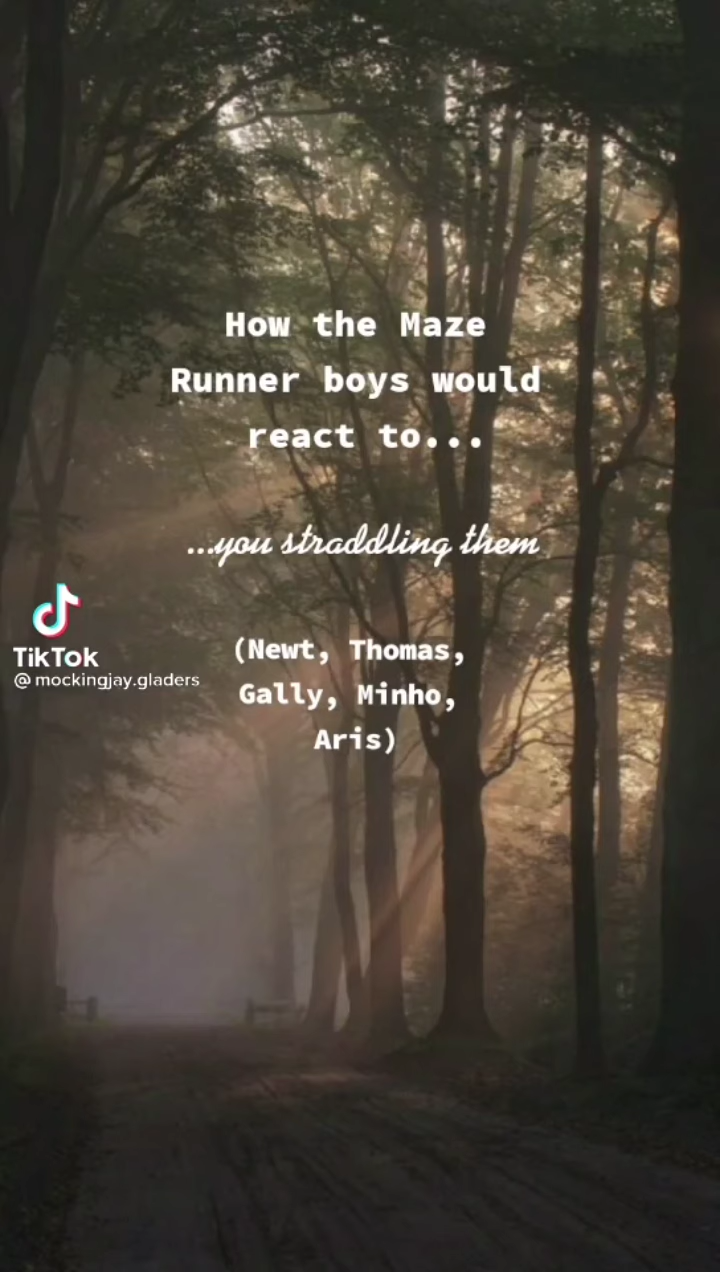 How the Maze
Runner boys would
react to...
...you straddling them
TikTok
@mockingjay.gladers
(Newt, Thomas,
Gally, Minho,
Aris)